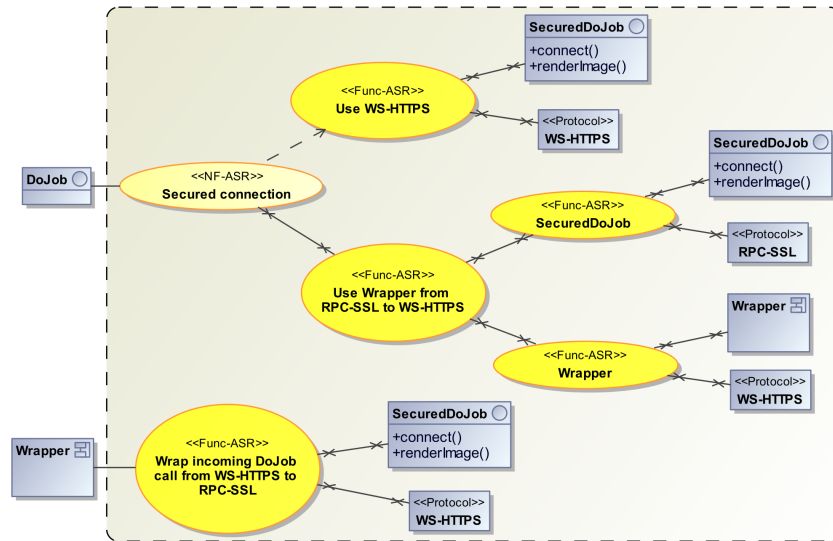 SecuredDoJob
+connect()
+renderImage()
<<Func-ASR>>
Use WS-HTTPS
<<Protocol>>
WS-HTTPS
DoJob
<<NF-ASR>>
Secured connection
SecuredDoJob
+connect()
+renderImage()
<<Func-ASR>>
SecuredDoJob
<<Protocol>>
RPC-SSL
<<Func-ASR>>
Use Wrapper from
RPC-SSL to WS-HTTPS
Wrapper
<<Func-ASR>>
Wrapper
<<Protocol>>
WS-HTTPS
Wrapper
<<Func-ASR>>
Wrap incoming DoJob
call from WS-HTTPS to
RPC-SSL
SecuredDoJob
+connect()
+renderImage()
<<Protocol>>
WS-HTTPS